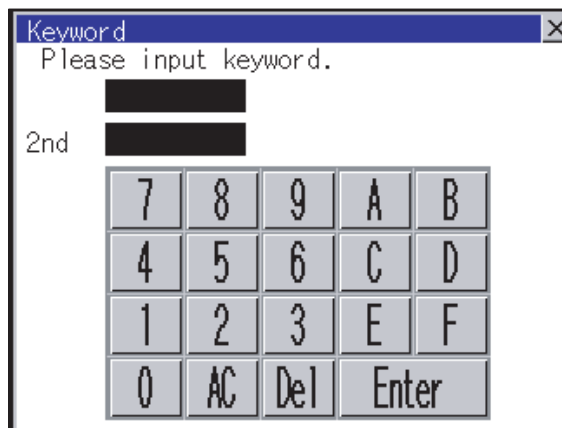 Keyword ×
Please input keyword.
2nd
7 8 9 A B
4 5 6 C D
1 2 3 E F
0 AC Del Enter